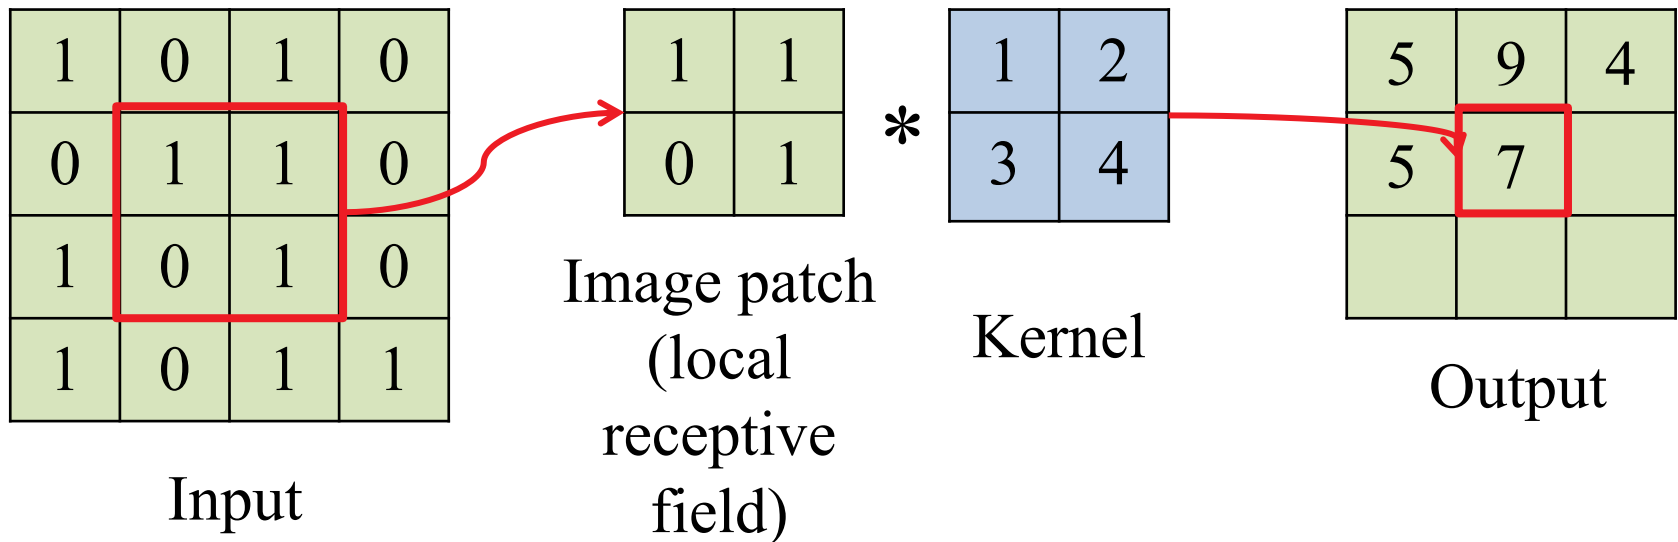 1 0 1 0
0 1 1 0
1 0 1 0
1 0 1 1
Input
1 1
0 1
Image patch
(local
receptive
field)
*
1 2
3 4
Kernel
5 9 4
5 7
Output